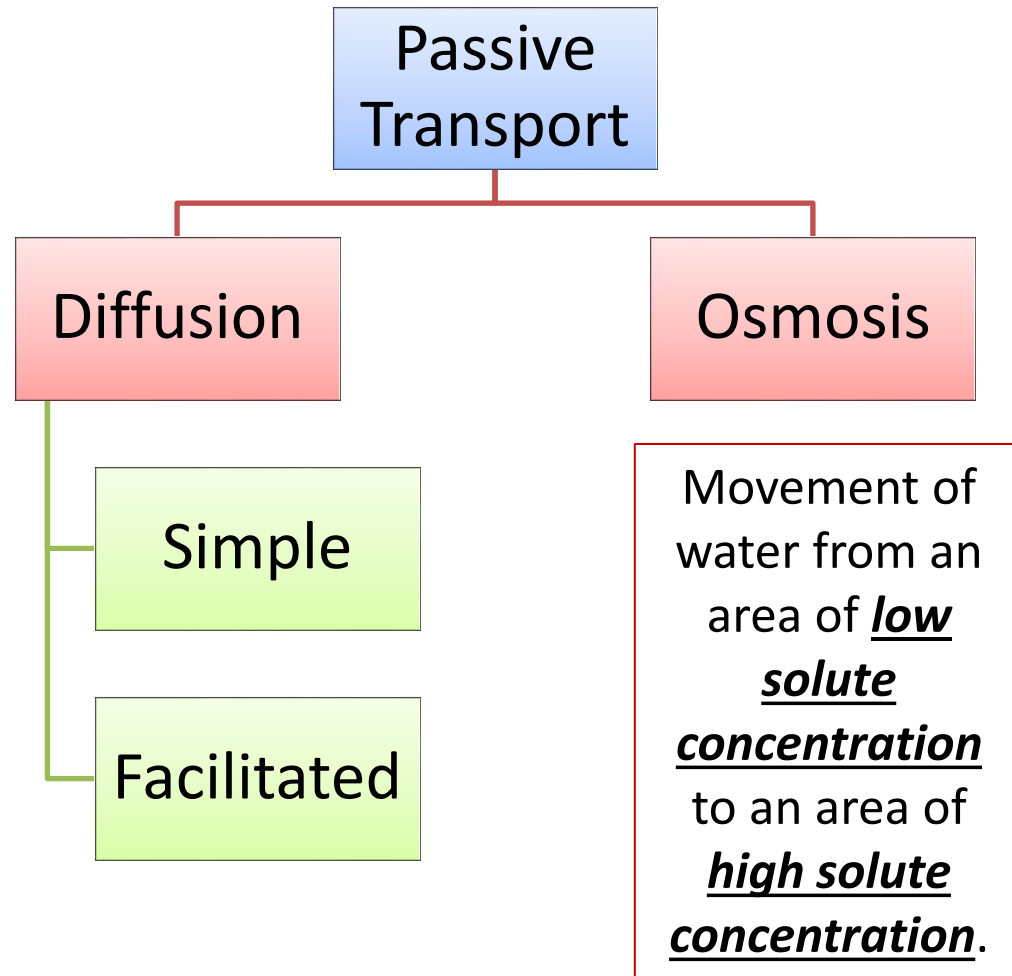 Passive
Transport
Diffusion
Osmosis
Simple
Facilitated
Movement of
water from an
area of low
solute
concentration
to an area of
high solute
concentration.